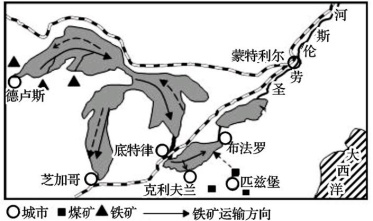 河
斯
伦
劳
圣
蒙特利尔
德卢斯
底特律
布法罗
芝加哥
克利夫兰
匹兹堡
大西洋
城市 煤矿 铁矿 铁矿运输方向